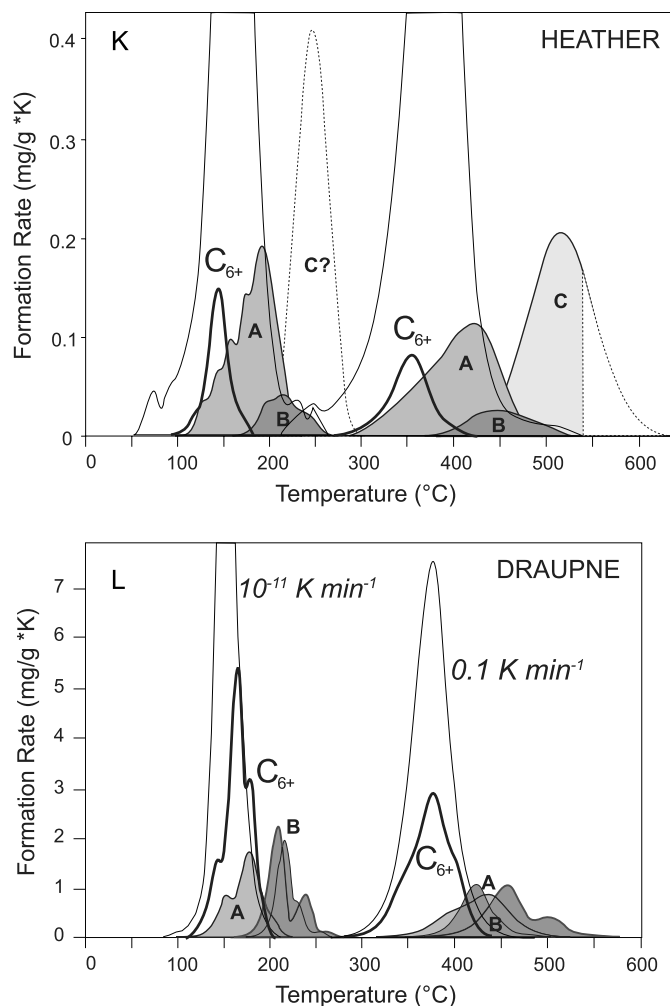 K
HEATHER
0.4
0.3
0.2
0.1
0
Formation Rate (mg/g *K)
C6+
A
B
C?
C6+
A
B
C
0 100 200 300 400 500 600
Temperature (°C)
L
DRAUPNE
10-11 K min-1
0.1 K min-1
7
6
5
4
3
2
1
0
Formation Rate (mg/g *K)
C6+
A
B
C6+
A
B
0 100 200 300 400 500 600
Temperature (°C)